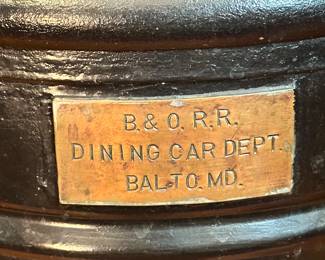 B. & O. R.R.
DINING CAR DEPT.
BALTO. MD.